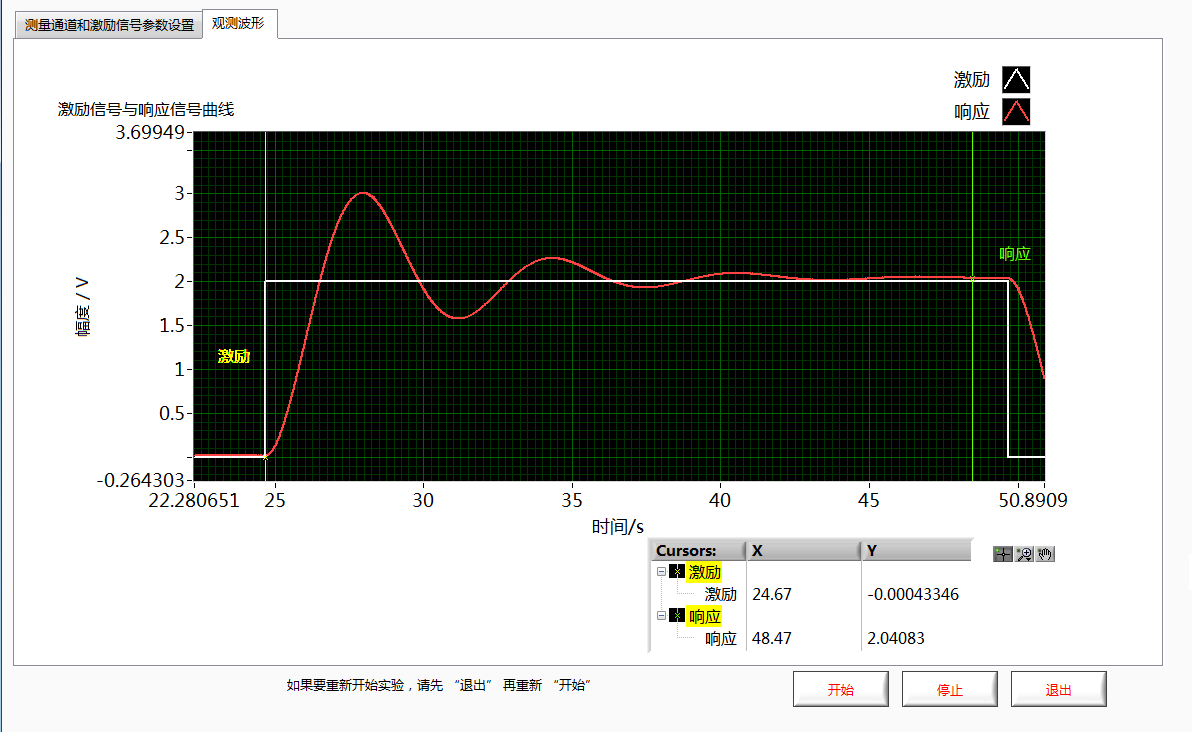 测量通道和激励信号参数设置 观测波形
激励
响应
激励信号与响应信号曲线
3.69949
3
2.5
2
1.5
1
0.5
-0.264303
幅度 / V
激励
响应
22.280651 25 30 35 40 45 50.8909
时间/s
Cursors: X Y
激励
激励 24.67 -0.00043346
响应
响应 48.47 2.04083
如果要重新开始实验，请先 “退出” 再重新 “开始”
开始 停止 退出